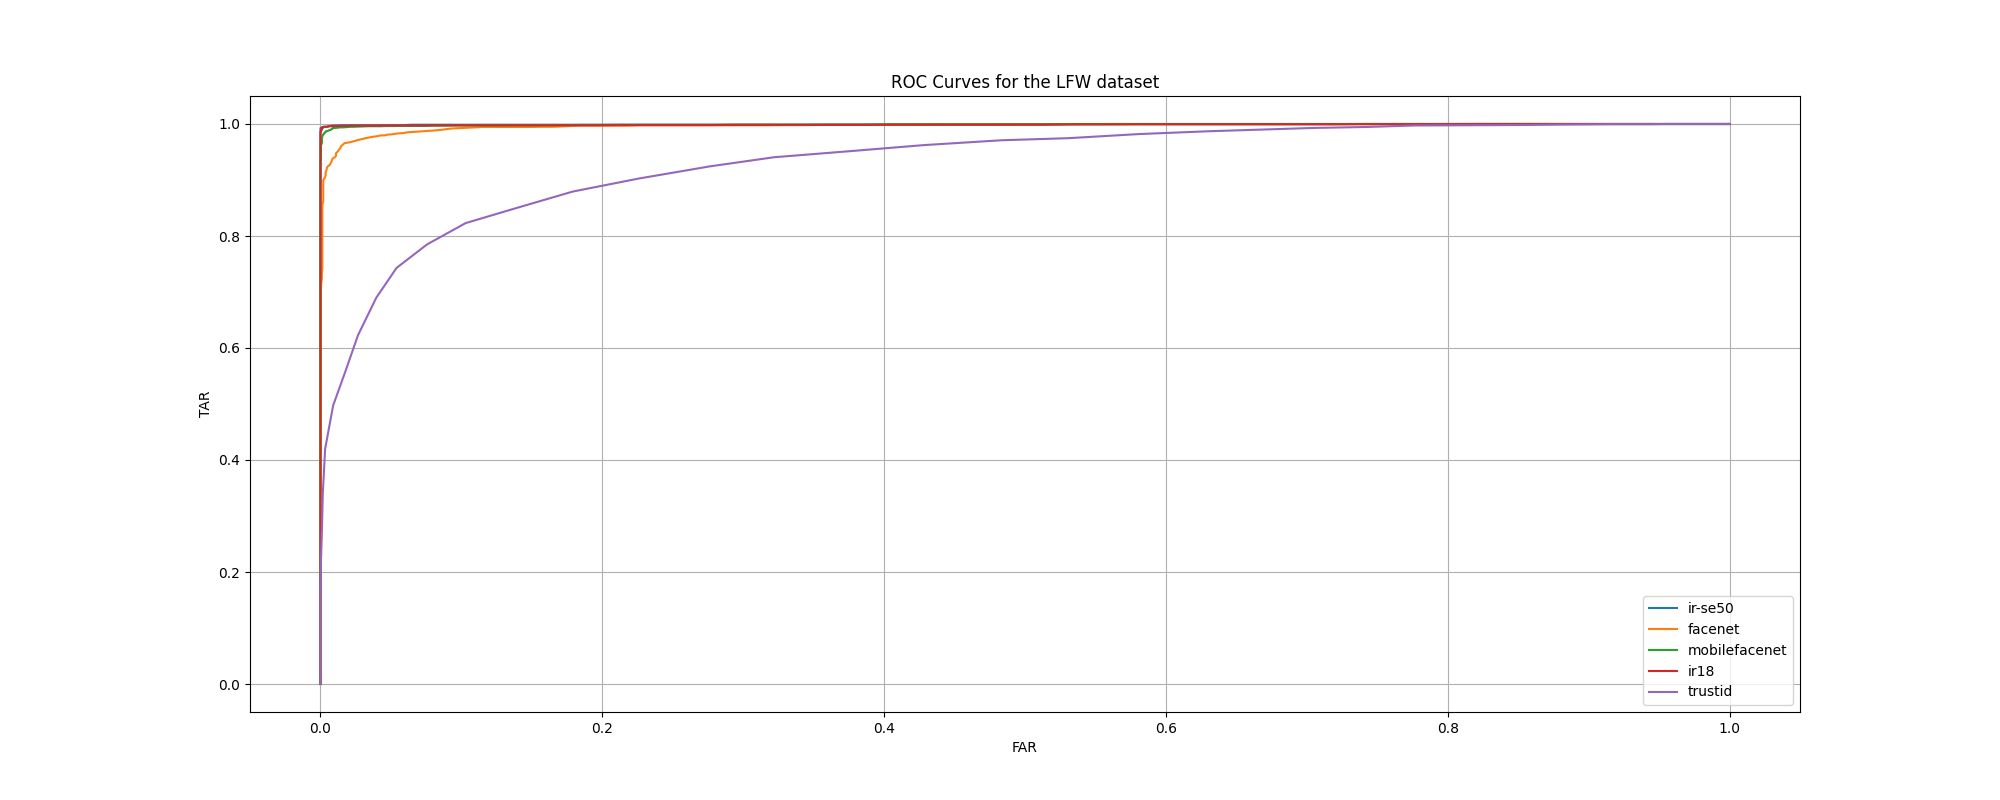 ROC Curves for the LFW dataset
1.0
0.8
0.6
0.4
0.2
0.0
TAR
0.0 0.2 0.4 0.6 0.8 1.0
FAR
ir-se50
facenet
mobilefacenet
ir18
trustid